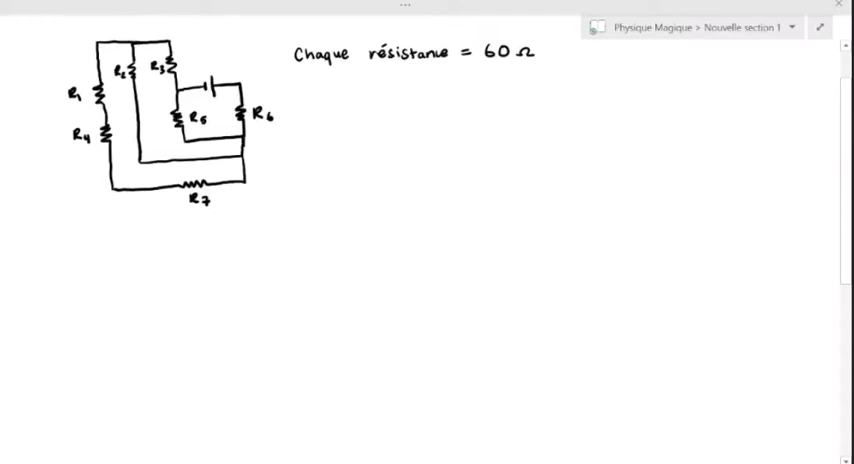 Physique Magique > Nouvelle section 1
Chaque résistance = 60 Ω
R2
R3
R1
R5
R6
R4
R7